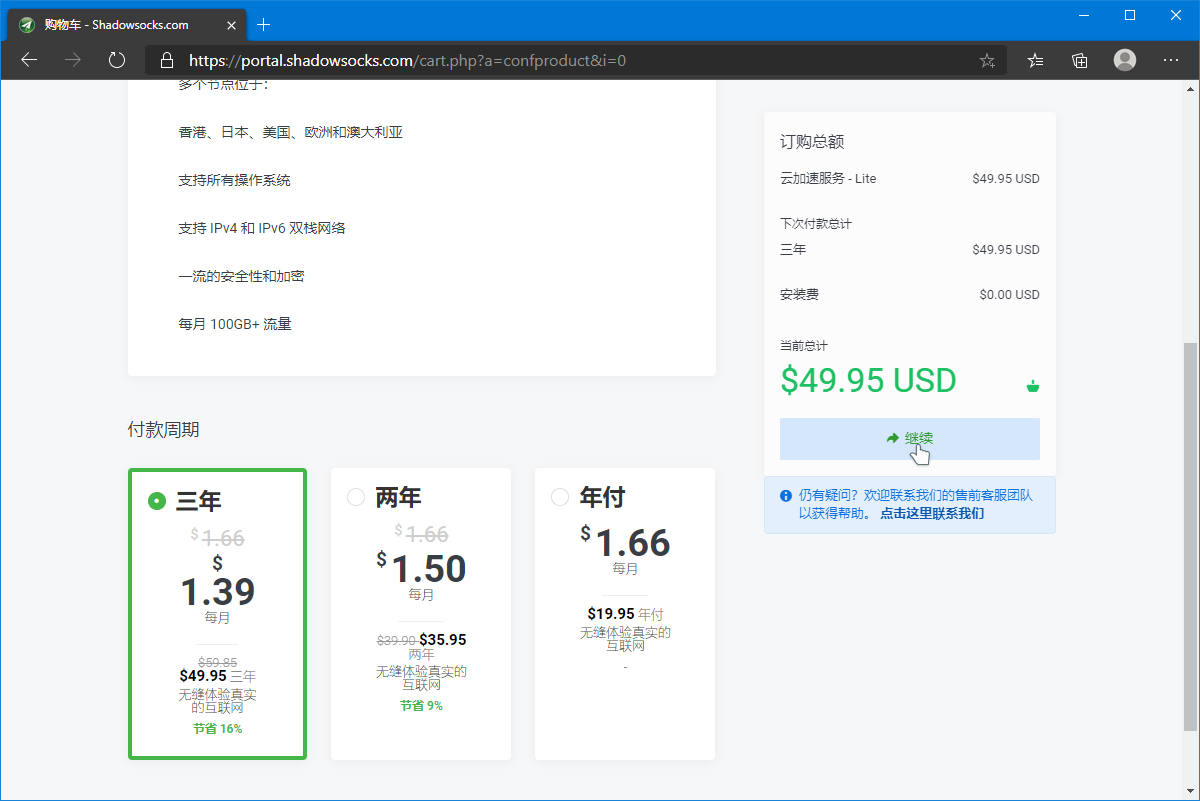 购物车 - Shadowsocks.com
https://portal.shadowsocks.com/cart.php?a=confproduct&i=0
多个节点位于:
香港、日本、美国、欧洲和澳大利亚
支持所有操作系统
支持 IPv4 和 IPv6 双栈网络
一流的安全性和加密
每月 100GB+ 流量
付款周期
三年
$1.66
$
1.39
每月
$59.85
$49.95 三年
无缝体验真实
的互联网
节省 16%
两年
$1.66
$1.50
每月
$39.90 $35.95
两年
无缝体验真实的
互联网
节省 9%
年付
$1.66
每月
$19.95 年付
无缝体验真实的
互联网
-
订购总额
云加速服务 - Lite $49.95 USD
下次付款总计
三年 $49.95 USD
安装费 $0.00 USD
当前总计
$49.95 USD
继续
仍有疑问？欢迎联系我们的售前客服团队
以获得帮助。 点击这里联系我们